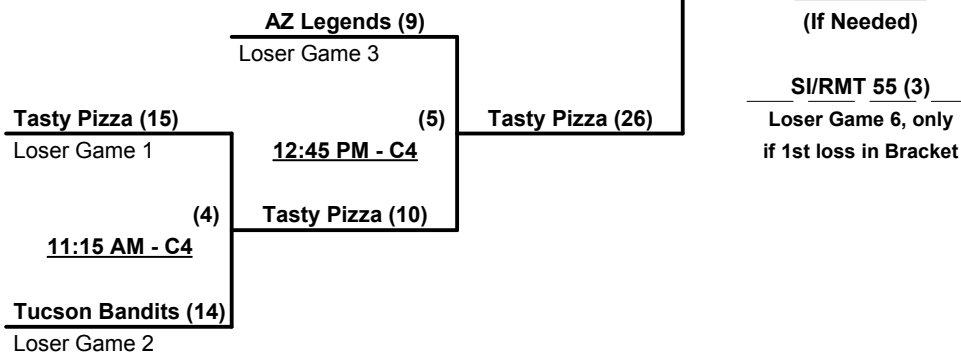 AZ Legends (9)
(If Needed)
Loser Game 3
SI/RMT 55 (3)
Tasty Pizza (15)
(5)
Tasty Pizza (26)
Loser Game 6, only
Loser Game 1
12:45 PM - C4
if 1st loss in Bracket
(4)
Tasty Pizza (10)
11:15 AM - C4
Tucson Bandits (14)
Loser Game 2